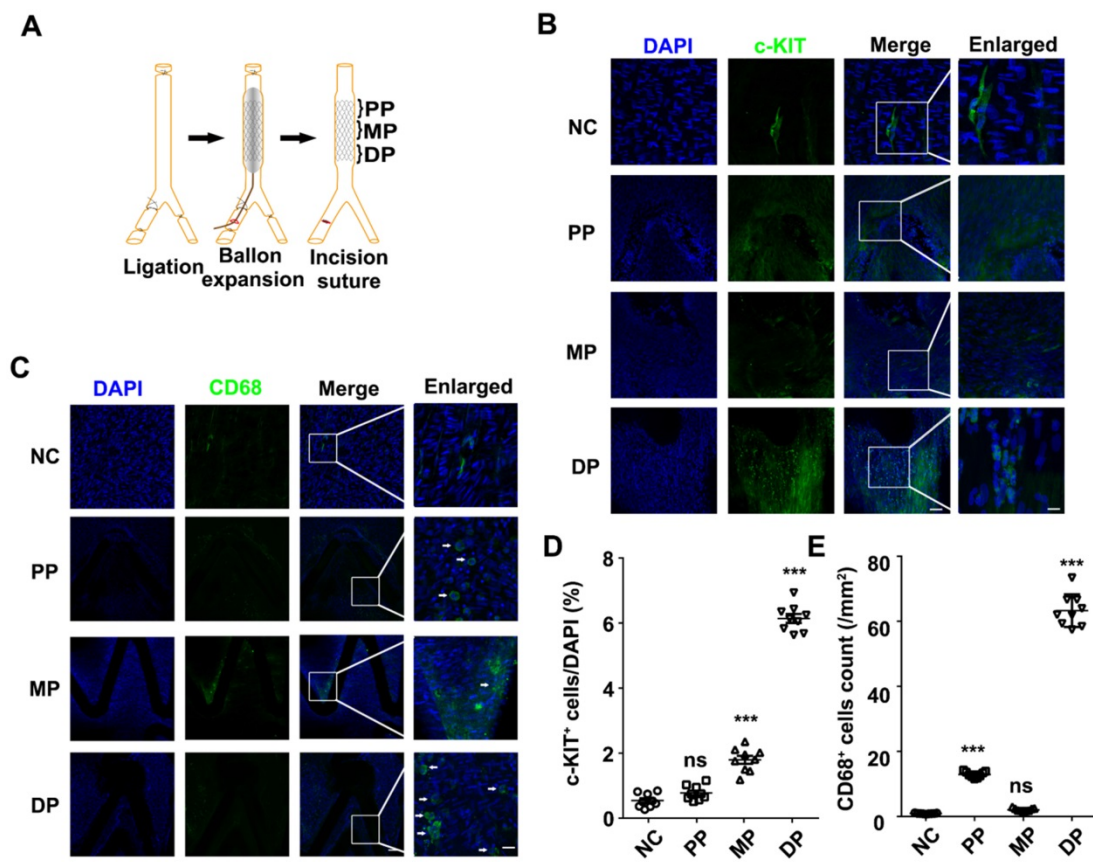 A
}PP
}MP
}DP
Ligation
Ballon
expansion
Incision
suture
B
DAPI c-KIT Merge Enlarged
NC
PP
MP
DP
C
DAPI CD68 Merge Enlarged
NC
PP
MP
DP
D
c-KIT⁺ cells/DAPI (%)
8
6
4
2
0
ns
***
***
NC PP MP DP
E
CD68⁺ cells count (/mm²)
80
60
40
20
0
***
ns
***
NC PP MP DP